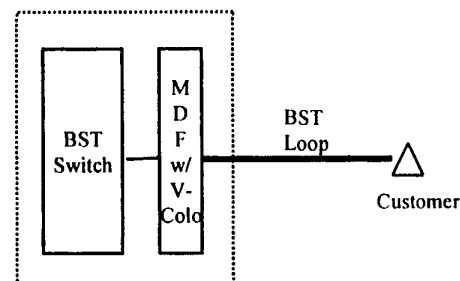 BST
Switch
M
D
F
w/
V-
Colo
BST
Loop
Customer